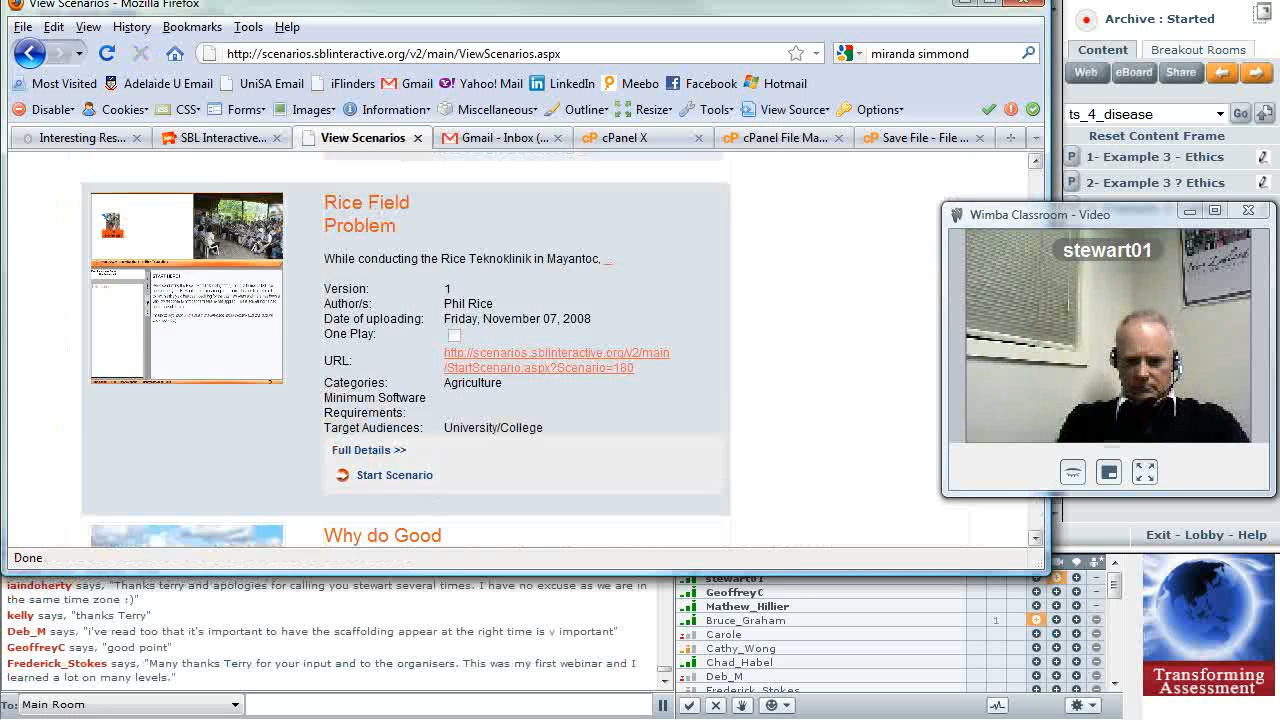 View Scenarios - Mozilla Firefox
File Edit View History Bookmarks Tools Help
http://scenarios.sblinteractive.org/v2/main/ViewScenarios.aspx
miranda simmond
Most Visited Adelaide U Email UniSA Email iFlinders Gmail Yahoo! Mail LinkedIn Meebo Facebook Hotmail
Disable Cookies CSS Forms Images Information Miscellaneous Outline Resize Tools View Source Options
Interesting Res... SBL Interactive... View Scenarios Gmail - Inbox (... cPanel X cPanel File Ma... Save File - File ...
Rice Field
Problem
While conducting the Rice Teknoklinik in Mayantoc,
Version: 1
Author/s: Phil Rice
Date of uploading: Friday, November 07, 2008
One Play:
URL: http://scenarios.sblinteractive.org/v2/main
/StartScenario.aspx?Scenario=180
Categories: Agriculture
Minimum Software
Requirements:
Target Audiences: University/College
Full Details >>
Start Scenario
Why do Good
START HERE!
Done
Archive : Started
Content Breakout Rooms
Web eBoard Share
ts_4_disease Go
Reset Content Frame
P 1- Example 3 - Ethics
P 2- Example 3 ? Ethics
Wimba Classroom - Video
stewart01
Exit - Lobby - Help
iaindoherty says, "Thanks terry and apologies for calling you stewart several times. I have no excuse as we are in
the same time zone :)"
kelly says, "thanks Terry"
Deb_M says, "i've read too that it's important to have the scaffolding appear at the right time is v important"
GeoffreyC says, "good point"
Frederick_Stokes says, "Many thanks Terry for your input and to the organisers. This was my first webinar and I
learned a lot on many levels."
To: Main Room
stewart01
GeoffreyC
Mathew_Hillier
Bruce_Graham 1
Carole
Cathy_Wong
Chad_Habel
Deb_M
Frederick_Stokes
Transforming
Assessment